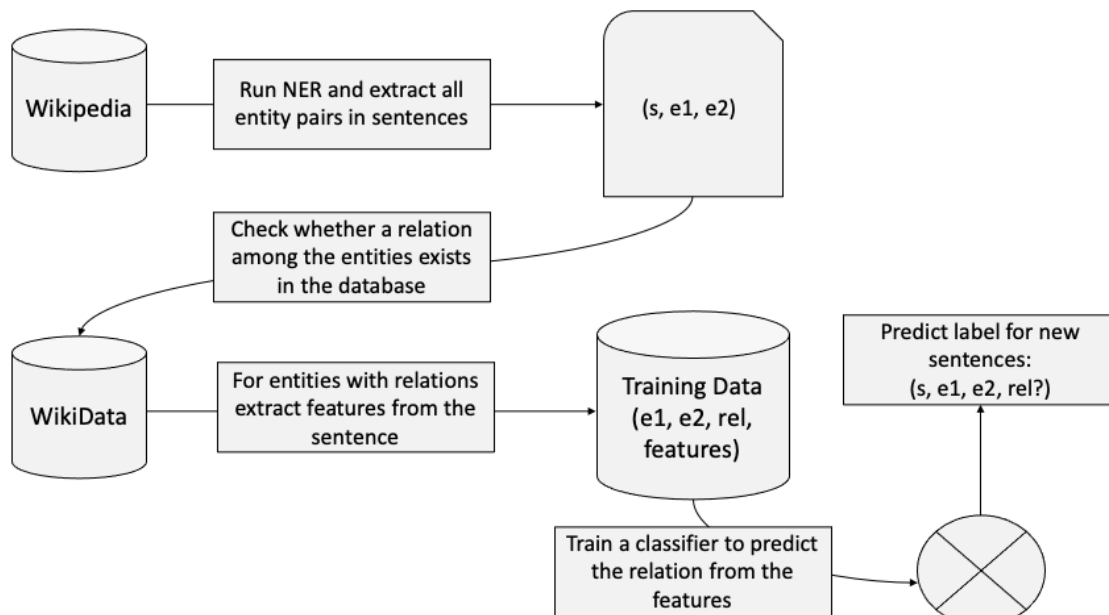 Wikipedia
Run NER and extract all
entity pairs in sentences
(s, e1, e2)
Check whether a relation
among the entities exists
in the database
WikiData
For entities with relations
extract features from the
sentence
Training Data
(e1, e2, rel,
features)
Predict label for new
sentences:
(s, e1, e2, rel?)
Train a classifier to predict
the relation from the
features